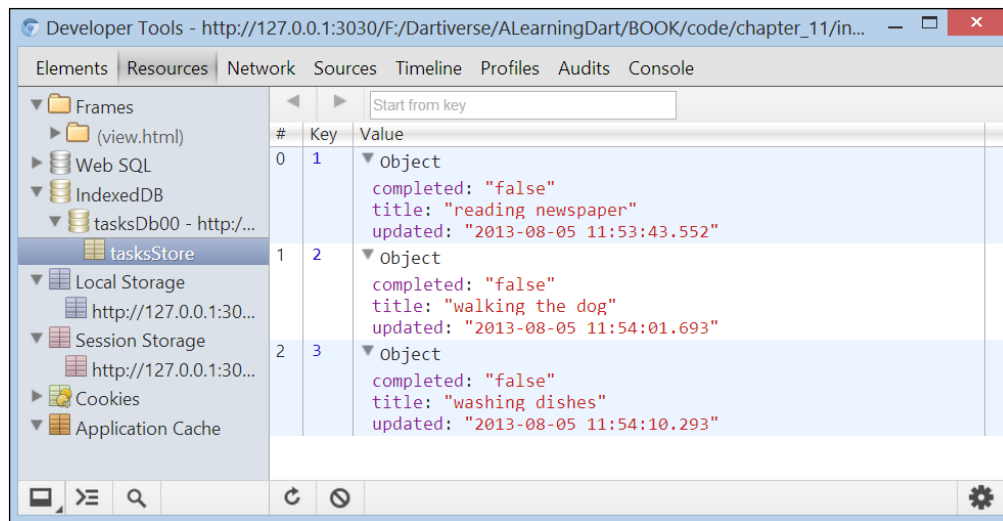 Developer Tools - http://127.0.0.1:3030/F:/Dartiverse/ALearningDart/BOOK/code/chapter_11/in...
Elements Resources Network Sources Timeline Profiles Audits Console
Frames
(view.html)
Web SQL
IndexedDB
tasksDb00 - http:/...
tasksStore
Local Storage
http://127.0.0.1:30...
Session Storage
http://127.0.0.1:30...
Cookies
Application Cache
Start from key
# Key Value
0 1 Object
completed: "false"
title: "reading newspaper"
updated: "2013-08-05 11:53:43.552"
1 2 Object
completed: "false"
title: "walking the dog"
updated: "2013-08-05 11:54:01.693"
2 3 Object
completed: "false"
title: "washing dishes"
updated: "2013-08-05 11:54:10.293"